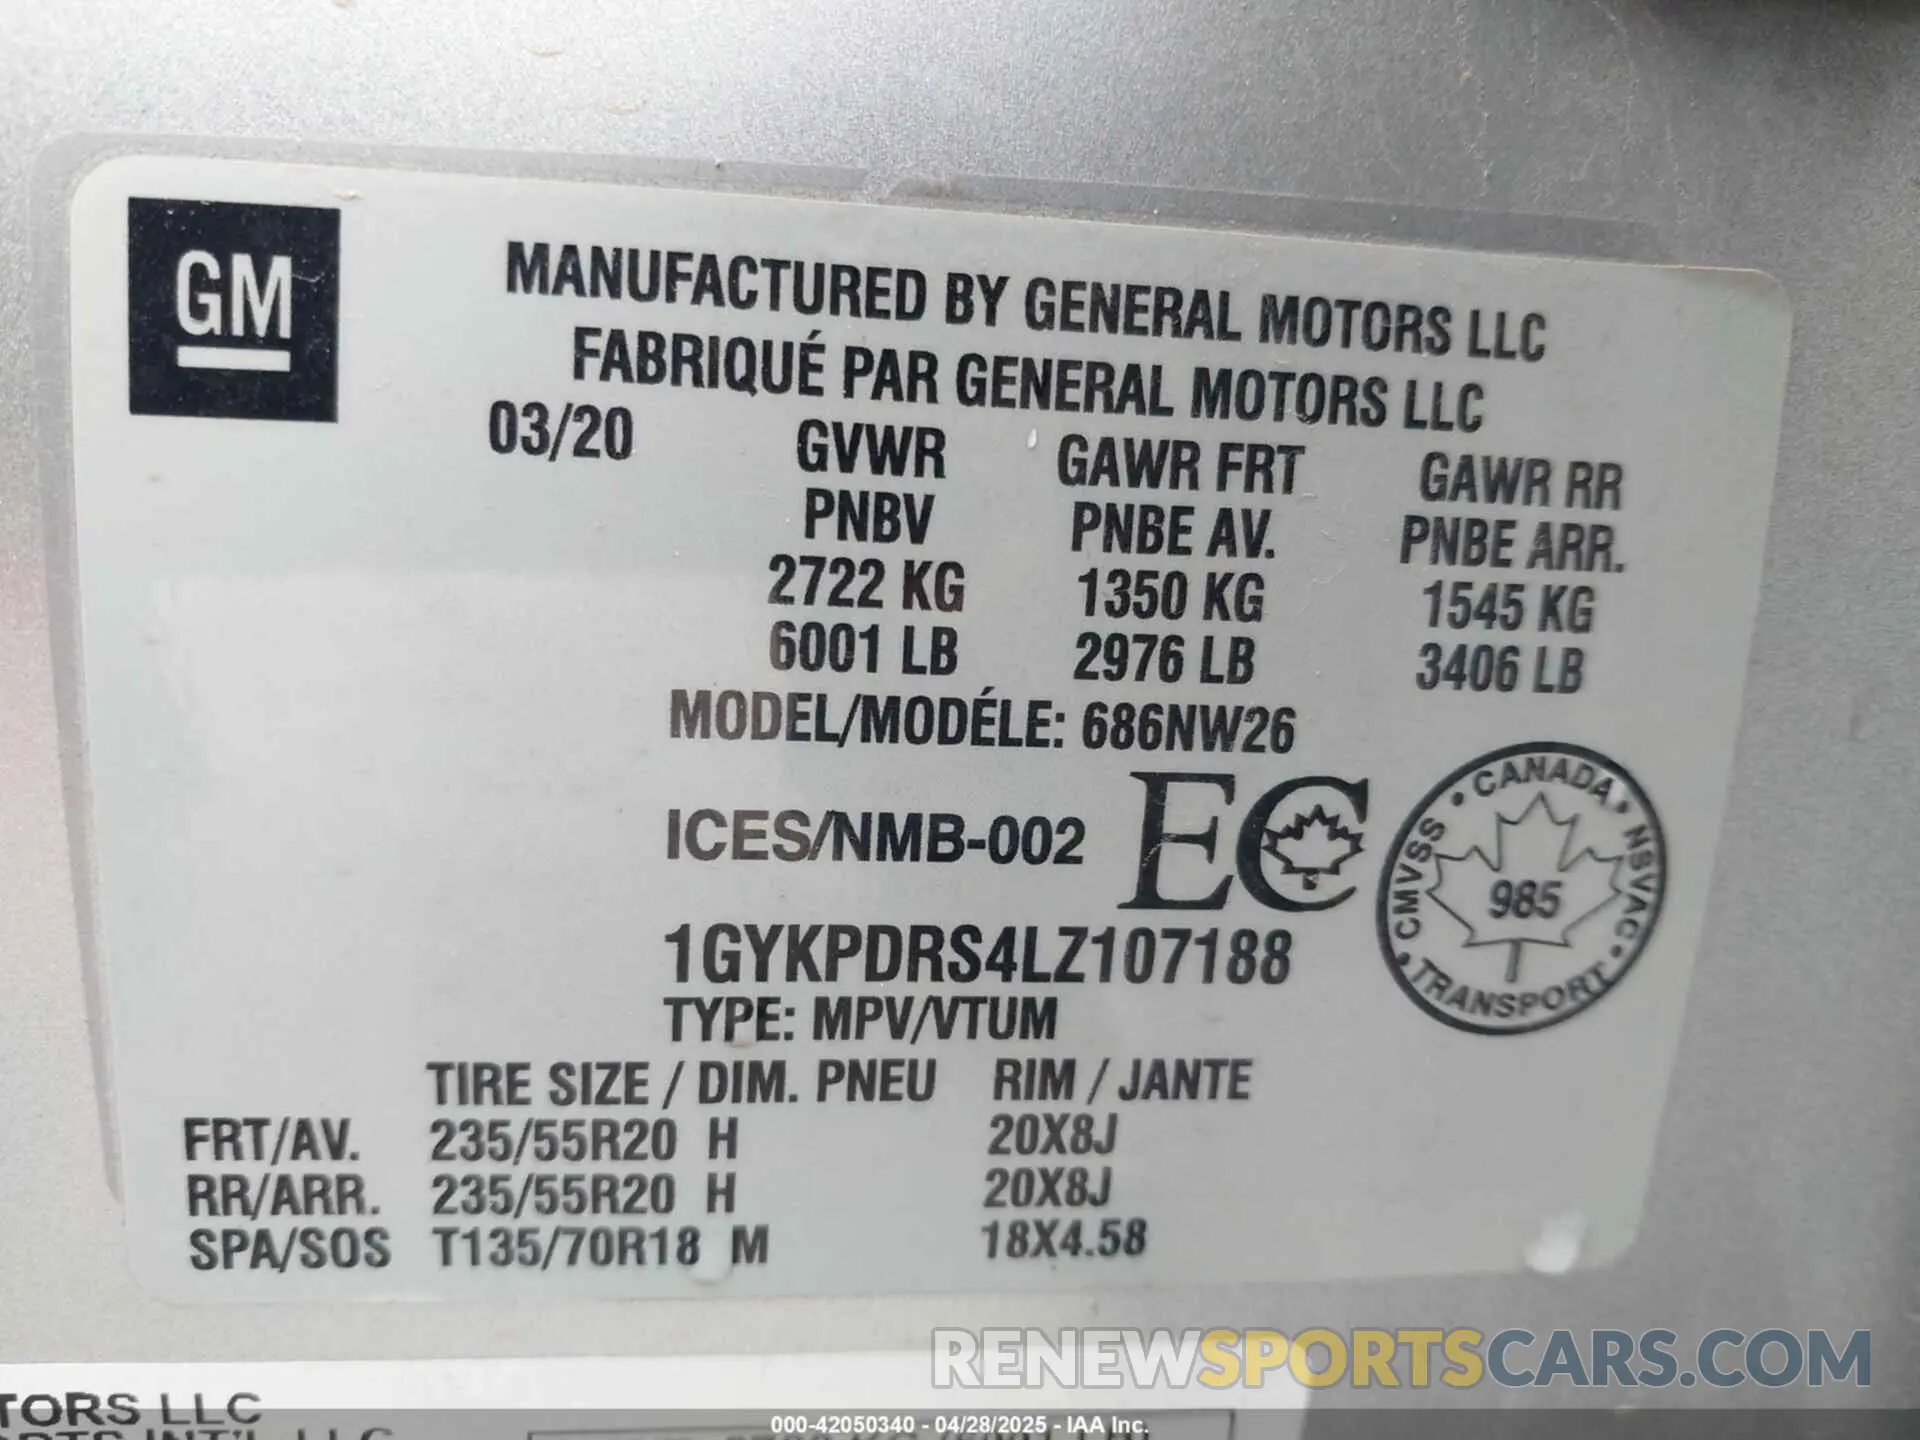 GM
MANUFACTURED BY GENERAL MOTORS LLC
FABRIQUÉ PAR GENERAL MOTORS LLC
03/20 GVWR GAWR FRT GAWR RR
PNBV PNBE AV. PNBE ARR.
2722 KG 1350 KG 1545 KG
6001 LB 2976 LB 3406 LB
MODEL/MODÉLE: 686NW26
ICES/NMB-002 EC
CANADA • NSVAC • TRANSPORT • CMVSS •
985
1GYKPDRS4LZ107188
TYPE: MPV/VTUM
TIRE SIZE / DIM. PNEU RIM / JANTE
FRT/AV. 235/55R20 H 20X8J
RR/ARR. 235/55R20 H 20X8J
SPA/SOS T135/70R18 M 18X4.58
RENEWSPORTSCARS.COM
TORS LLC
INT'L LLC
000-42050340 - 04/28/2025 - IAA Inc.